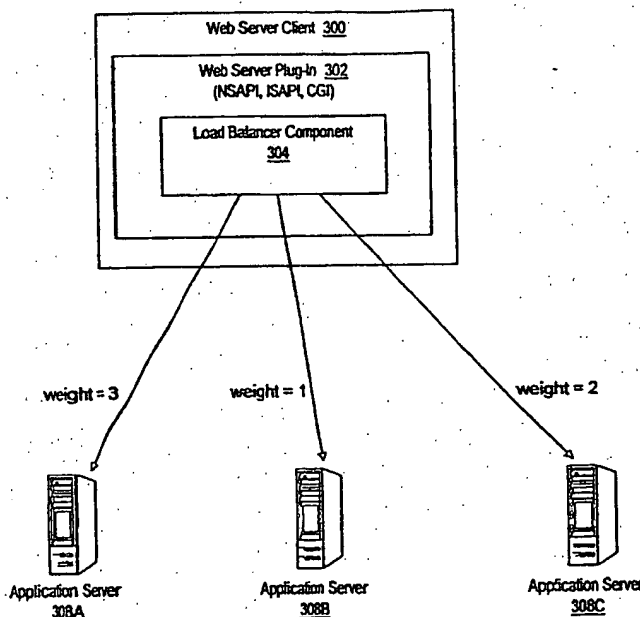 Web Server Client 300
Web Server Plug-In 302
(NSAPI, ISAPI, CGI)
Load Balancer Component
304
weight = 3
weight = 1
weight = 2
Application Server
308A
Application Server
308B
Application Server
308C